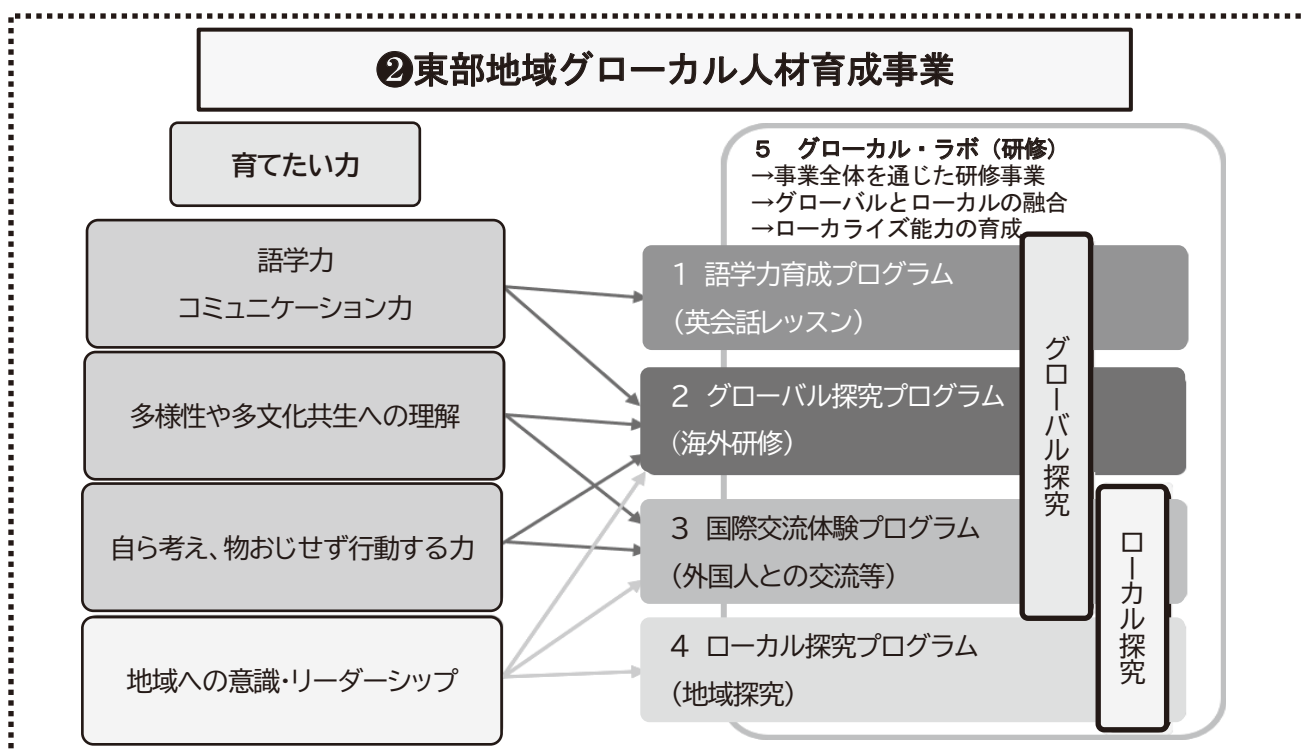 ❷東部地域グローカル人材育成事業
育てたい力
語学力
コミュニケーション力
多様性や多文化共生への理解
自ら考え、物おじせず行動する力
地域への意識・リーダーシップ
5 グローカル・ラボ（研修）
→事業全体を通じた研修事業
→グローバルとローカルの融合
→ローカライズ能力の育成
1 語学力育成プログラム
（英会話レッスン）
2 グローバル探究プログラム
（海外研修）
3 国際交流体験プログラム
（外国人との交流等）
4 ローカル探究プログラム
（地域探究）
グローバル探究
ローカル探究